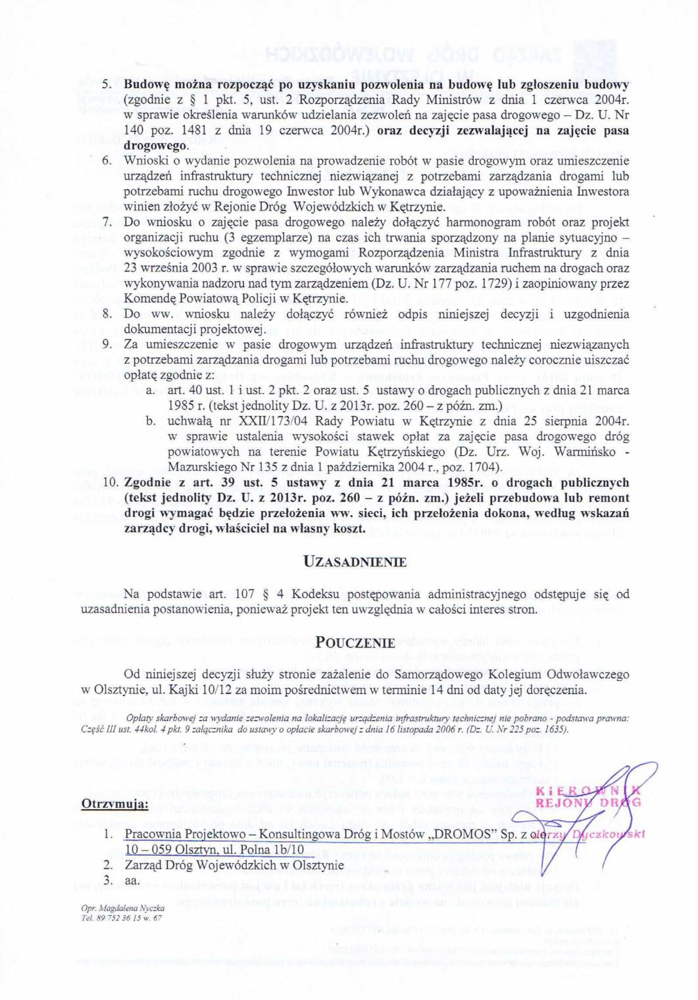 5. Budowę można rozpocząć po uzyskaniu pozwolenia na budowę lub zgłoszeniu budowy
(zgodnie z § 1 pkt. 5, ust. 2 Rozporządzenia Rady Ministrów z dnia 1 czerwca 2004r.
w sprawie określenia warunków udzielania zezwoleń na zajęcie pasa drogowego – Dz. U. Nr
140 poz. 1481 z dnia 19 czerwca 2004r.) oraz decyzji zezwalającej na zajęcie pasa
drogowego.
6. Wnioski o wydanie pozwolenia na prowadzenie robót w pasie drogowym oraz umieszczenie
urządzeń infrastruktury technicznej niezwiązanej z potrzebami zarządzania drogami lub
potrzebami ruchu drogowego Inwestor lub Wykonawca działający z upoważnienia Inwestora
winien złożyć w Rejonie Dróg Wojewódzkich w Kętrzynie.
7. Do wniosku o zajęcie pasa drogowego należy dołączyć harmonogram robót oraz projekt
organizacji ruchu (3 egzemplarze) na czas ich trwania sporządzony na planie sytuacyjno –
wysokościowym zgodnie z wymogami Rozporządzenia Ministra Infrastruktury z dnia
23 września 2003 r. w sprawie szczegółowych warunków zarządzania ruchem na drogach oraz
wykonywania nadzoru nad tym zarządzeniem (Dz. U. Nr 177 poz. 1729) i zaopiniowany przez
Komendę Powiatową Policji w Kętrzynie.
8. Do ww. wniosku należy dołączyć również odpis niniejszej decyzji i uzgodnienia
dokumentacji projektowej.
9. Za umieszczenie w pasie drogowym urządzeń infrastruktury technicznej niezwiązanych
z potrzebami zarządzania drogami lub potrzebami ruchu drogowego należy corocznie uiszczać
opłatę zgodnie z:
a. art. 40 ust. 1 i ust. 2 pkt. 2 oraz ust. 5 ustawy o drogach publicznych z dnia 21 marca
1985 r. (tekst jednolity Dz. U. z 2013r. poz. 260 – z późn. zm.)
b. uchwałą nr XXII/173/04 Rady Powiatu w Kętrzynie z dnia 25 sierpnia 2004r.
w sprawie ustalenia wysokości stawek opłat za zajęcie pasa drogowego dróg
powiatowych na terenie Powiatu Kętrzyńskiego (Dz. Urz. Woj. Warmińsko -
Mazurskiego Nr 135 z dnia 1 października 2004 r., poz. 1704).
10. Zgodnie z art. 39 ust. 5 ustawy z dnia 21 marca 1985r. o drogach publicznych
(tekst jednolity Dz. U. z 2013r. poz. 260 – z późn. zm.) jeżeli przebudowa lub remont
drogi wymagać będzie przełożenia ww. sieci, ich przełożenia dokona, według wskazań
zarządcy drogi, właściciel na własny koszt.
UZASADNIENIE
Na podstawie art. 107 § 4 Kodeksu postępowania administracyjnego odstępuje się od
uzasadnienia postanowienia, ponieważ projekt ten uwzględnia w całości interes stron.
POUCZENIE
Od niniejszej decyzji służy stronie zażalenie do Samorządowego Kolegium Odwoławczego
w Olsztynie, ul. Kajki 10/12 za moim pośrednictwem w terminie 14 dni od daty jej doręczenia.
Opłaty skarbowej za wydanie zezwolenia na lokalizację urządzenia infrastruktury technicznej nie pobrano - podstawa prawna:
Część III ust. 44kol. 4 pkt. 9 załącznika do ustawy o opłacie skarbowej z dnia 16 listopada 2006 r. (Dz. U. Nr 225 poz. 1635).
KIEROWNIK
REJONU DRÓG
Jerzy Dyczkowski
Otrzymują:
1. Pracownia Projektowo – Konsultingowa Dróg i Mostów „DROMOS” Sp. z o.o.
10 – 059 Olsztyn, ul. Polna 1b/10
2. Zarząd Dróg Wojewódzkich w Olsztynie
3. aa.
Opr. Magdalena Nyczka
Tel. 89 752 36 15 w. 67